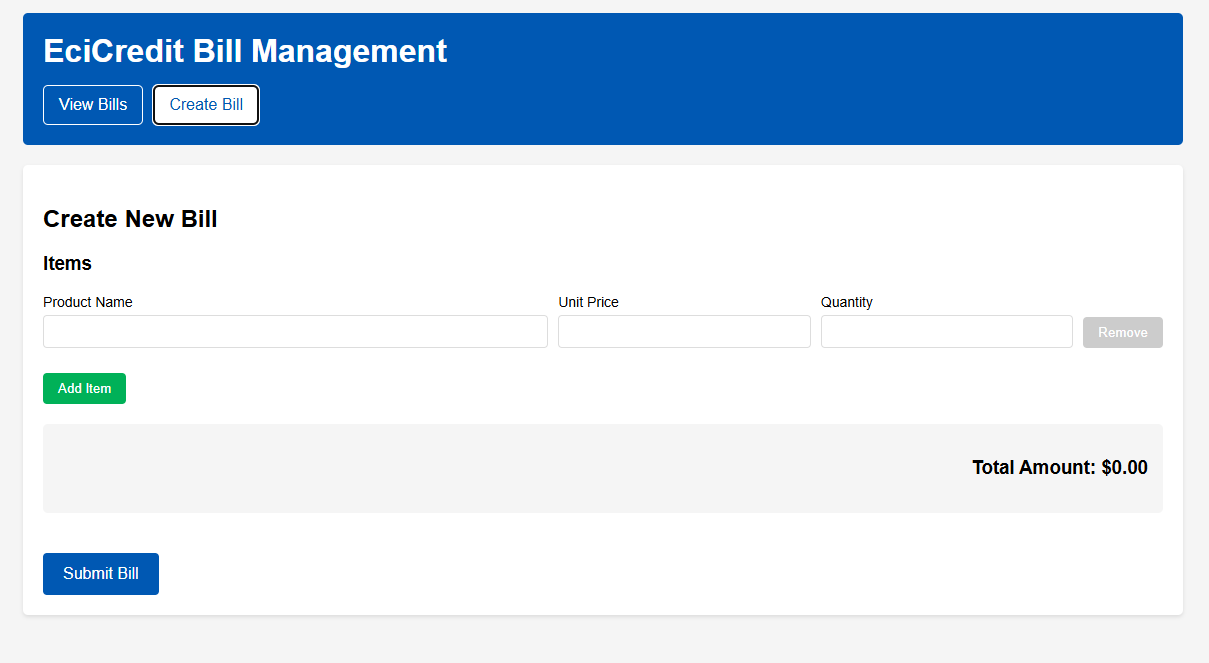 EciCredit Bill Management
View Bills Create Bill
Create New Bill
Items
Product Name Unit Price Quantity
Remove
Add Item
Total Amount: $0.00
Submit Bill